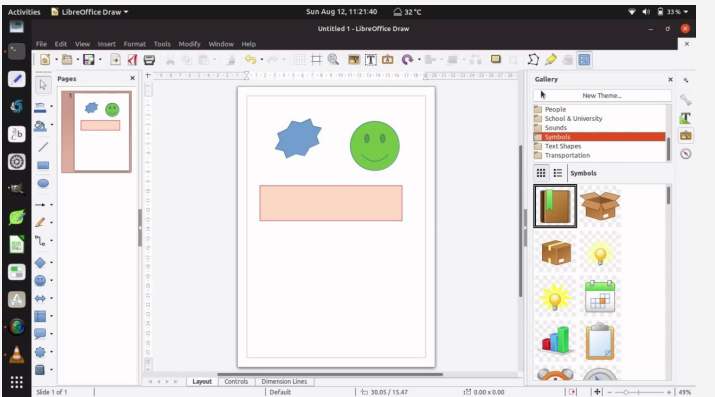 Activities LibreOffice Draw Sun Aug 12, 11:21:40 32 °C 33 %
Untitled 1 - LibreOffice Draw
File Edit View Insert Format Tools Modify Window Help
Pages
1
Gallery
New Theme...
People
School & University
Sounds
Symbols
Text Shapes
Transportation
Symbols
Layout Controls Dimension Lines
Slide 1 of 1 Default 30.05 / 15.47 0.00 x 0.00 49%